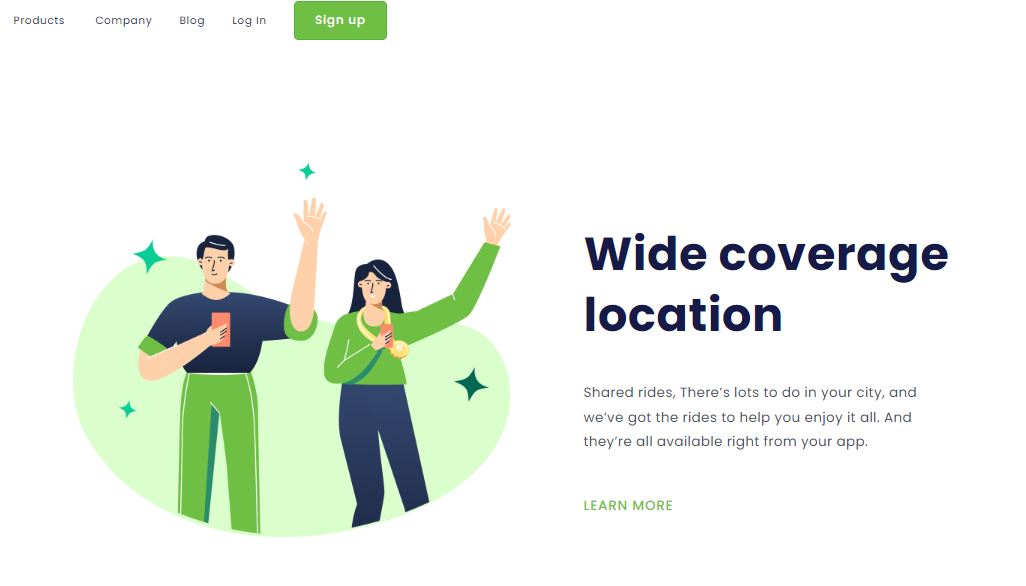 Products Company Blog Log In Sign up
Wide coverage
location
Shared rides, There’s lots to do in your city, and
we’ve got the rides to help you enjoy it all. And
they’re all available right from your app.
LEARN MORE